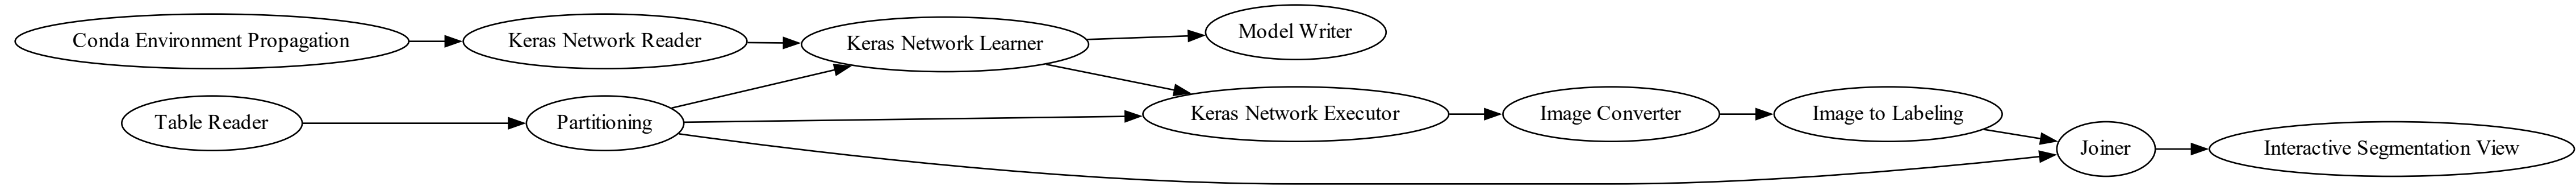 Conda Environment Propagation
Keras Network Reader
Keras Network Learner
Model Writer
Table Reader
Partitioning
Keras Network Executor
Image Converter
Image to Labeling
Joiner
Interactive Segmentation View